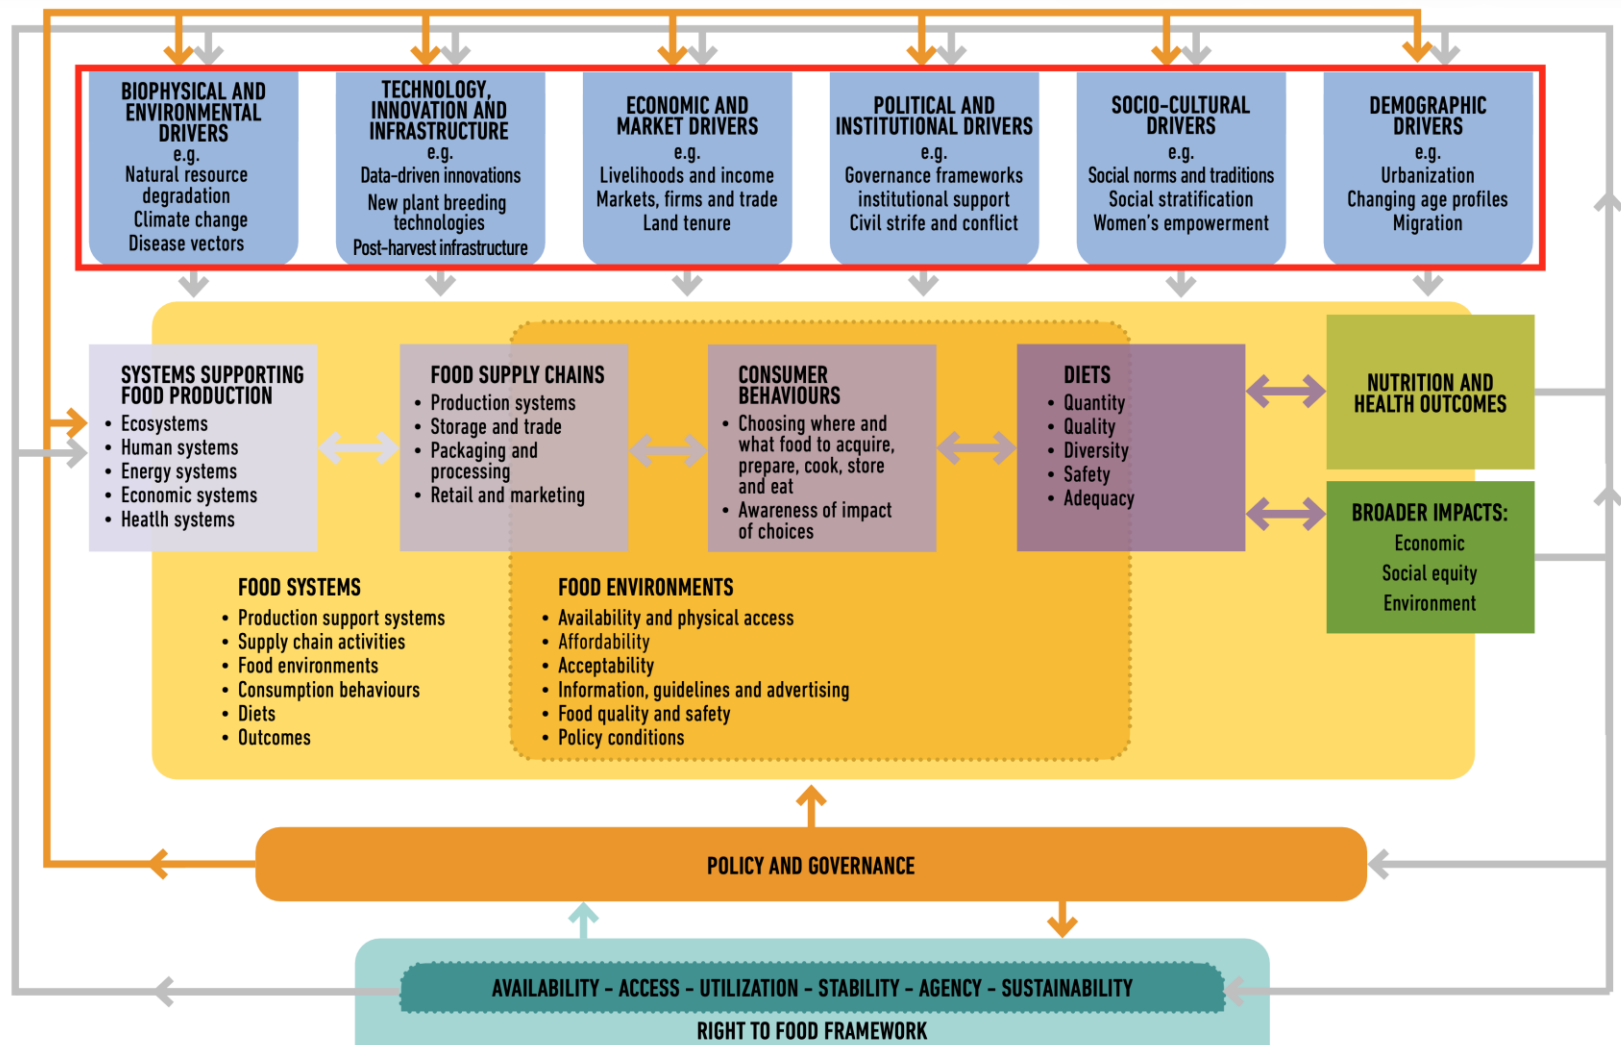 BIOPHYSICAL AND
ENVIRONMENTAL
DRIVERS
e.g.
Natural resource
degradation
Climate change
Disease vectors
TECHNOLOGY,
INNOVATION AND
INFRASTRUCTURE
e.g.
Data-driven innovations
New plant breeding
technologies
Post-harvest infrastructure
ECONOMIC AND
MARKET DRIVERS
e.g.
Livelihoods and income
Markets, firms and trade
Land tenure
POLITICAL AND
INSTITUTIONAL DRIVERS
e.g.
Governance frameworks
institutional support
Civil strife and conflict
SOCIO-CULTURAL
DRIVERS
e.g.
Social norms and traditions
Social stratification
Women's empowerment
DEMOGRAPHIC
DRIVERS
e.g.
Urbanization
Changing age profiles
Migration
SYSTEMS SUPPORTING
FOOD PRODUCTION
• Ecosystems
• Human systems
• Energy systems
• Economic systems
• Heatlh systems
FOOD SUPPLY CHAINS
• Production systems
• Storage and trade
• Packaging and
processing
• Retail and marketing
CONSUMER
BEHAVIOURS
• Choosing where and
what food to acquire,
prepare, cook, store
and eat
• Awareness of impact
of choices
DIETS
• Quantity
• Quality
• Diversity
• Safety
• Adequacy
NUTRITION AND
HEALTH OUTCOMES
BROADER IMPACTS:
Economic
Social equity
Environment
FOOD SYSTEMS
• Production support systems
• Supply chain activities
• Food environments
• Consumption behaviours
• Diets
• Outcomes
FOOD ENVIRONMENTS
• Availability and physical access
• Affordability
• Acceptability
• Information, guidelines and advertising
• Food quality and safety
• Policy conditions
POLICY AND GOVERNANCE
AVAILABILITY – ACCESS – UTILIZATION – STABILITY – AGENCY – SUSTAINABILITY
RIGHT TO FOOD FRAMEWORK